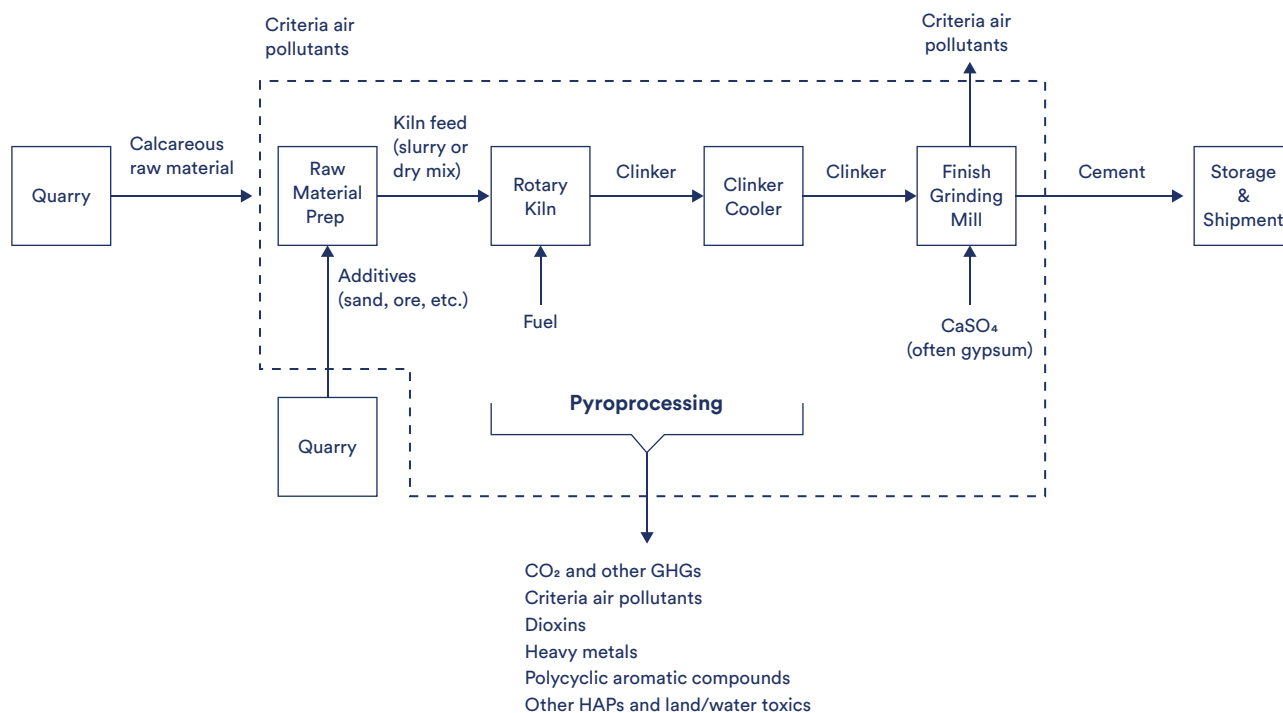 Criteria air
pollutants
Criteria air
pollutants
Quarry
Calcareous
raw material
Raw
Material
Prep
Kiln feed
(slurry or
dry mix)
Rotary
Kiln
Clinker
Clinker
Cooler
Clinker
Finish
Grinding
Mill
Cement
Storage
&
Shipment
Additives
(sand, ore, etc.)
Fuel
CaSO₄
(often gypsum)
Quarry
Pyroprocessing
CO₂ and other GHGs
Criteria air pollutants
Dioxins
Heavy metals
Polycyclic aromatic compounds
Other HAPs and land/water toxics